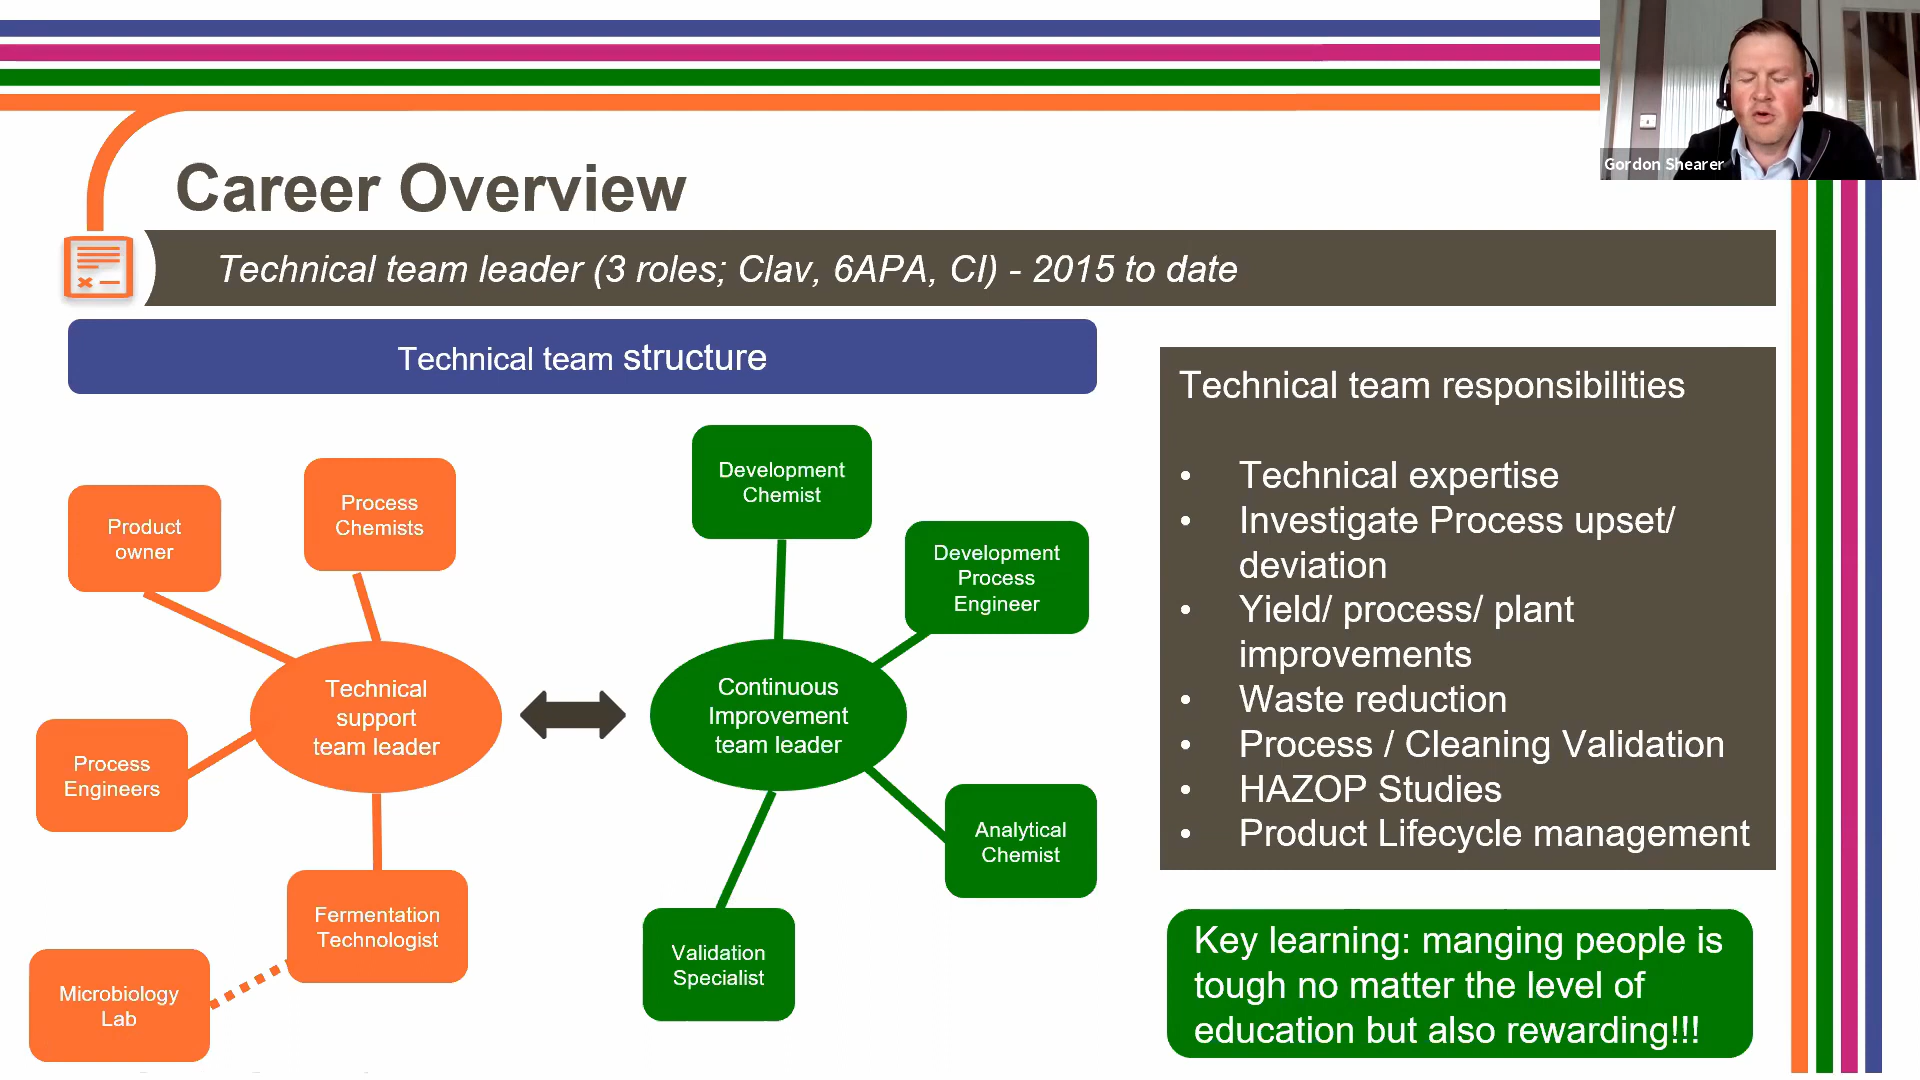 Gordon Shearer
Career Overview
Technical team leader (3 roles; Clav, 6APA, CI) - 2015 to date
Technical team structure
Product
owner
Process
Chemists
Technical
support
team leader
Process
Engineers
Fermentation
Technologist
Microbiology
Lab
Development
Chemist
Development
Process
Engineer
Continuous
Improvement
team leader
Analytical
Chemist
Validation
Specialist
Technical team responsibilities
• Technical expertise
• Investigate Process upset/
deviation
• Yield/ process/ plant
improvements
• Waste reduction
• Process / Cleaning Validation
• HAZOP Studies
• Product Lifecycle management
Key learning: manging people is
tough no matter the level of
education but also rewarding!!!